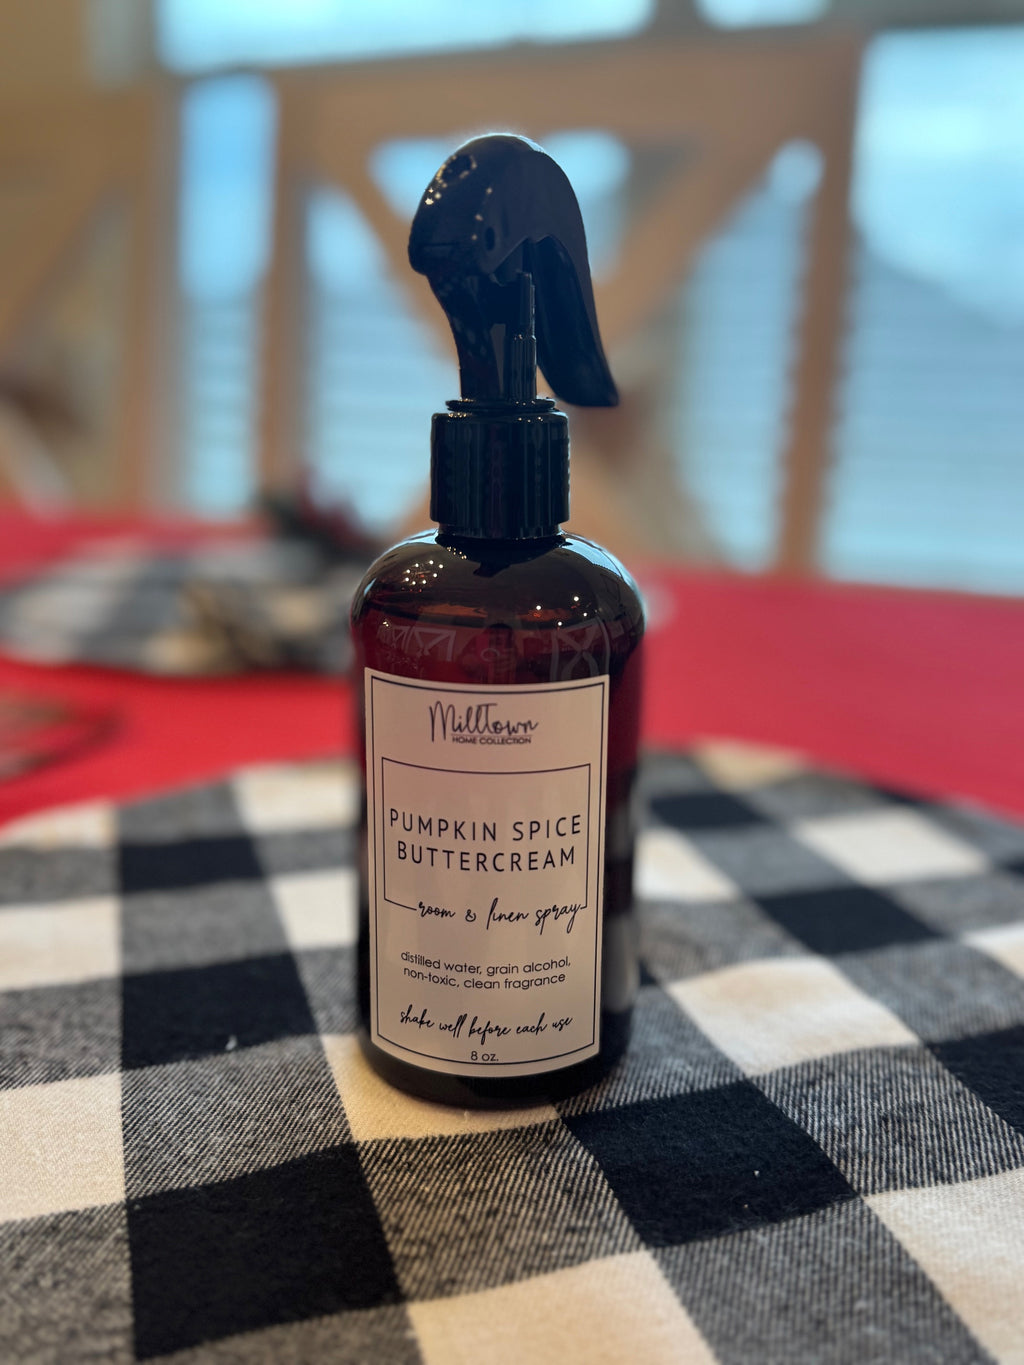 MillTown
HOME COLLECTION
PUMPKIN SPICE
BUTTERCREAM
room & linen spray
distilled water, grain alcohol,
non-toxic, clean fragrance
shake well before each use
8 oz.